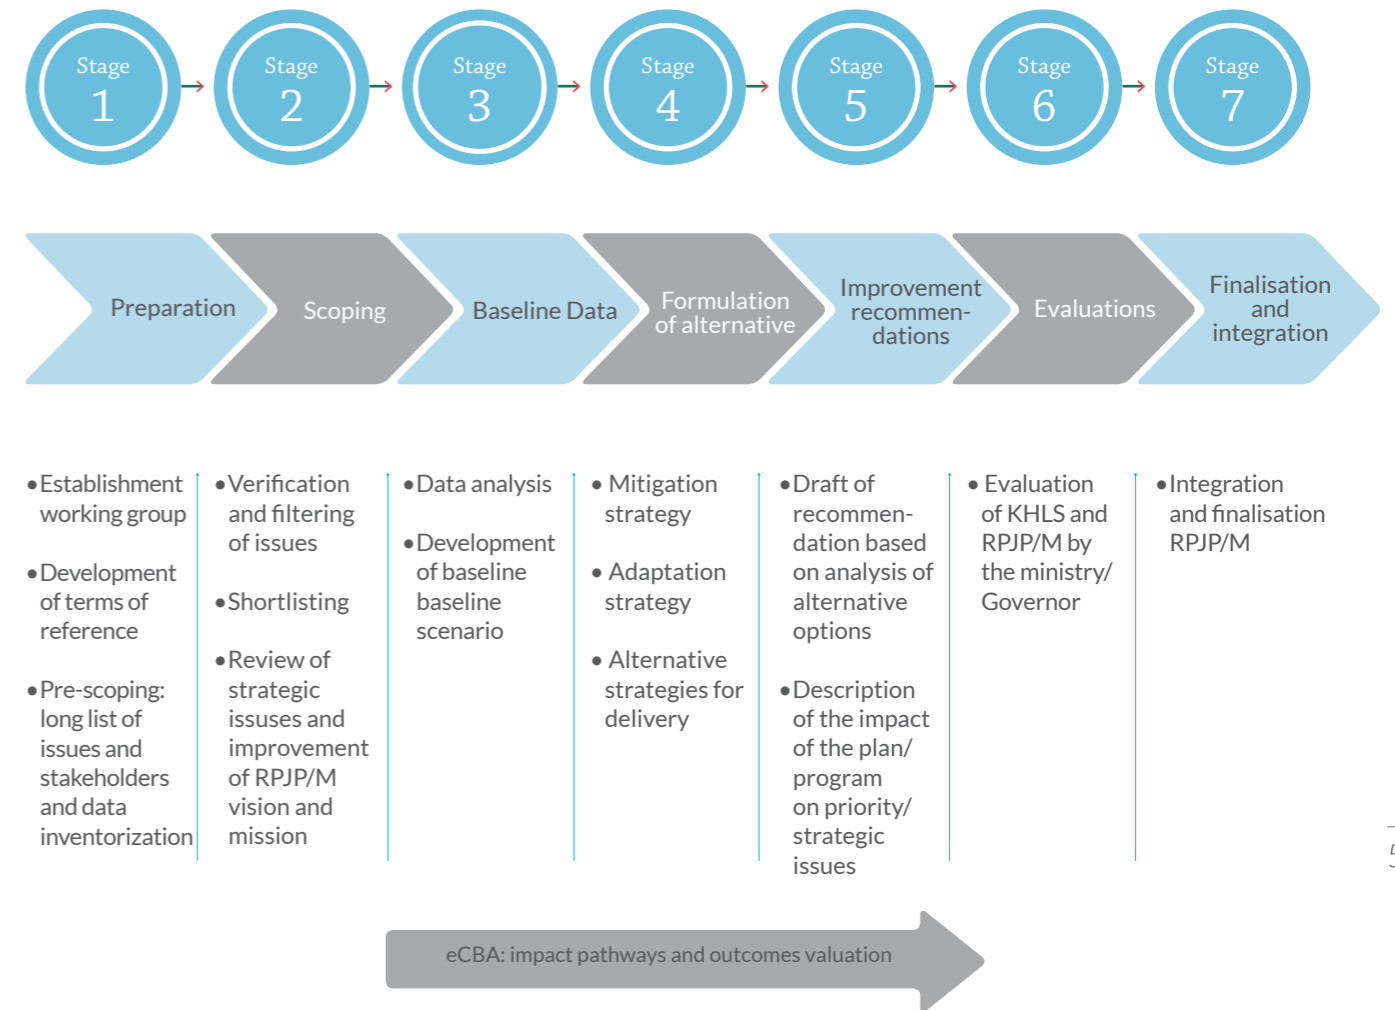 Stage
1
Stage
2
Stage
3
Stage
4
Stage
5
Stage
6
Stage
7
Preparation
Scoping
Baseline Data
Formulation
of alternative
Improvement
recommen-
dations
Evaluations
Finalisation
and
integration
•Establishment
working group
•Development
of terms of
reference
•Pre-scoping:
long list of
issues and
stakeholders
and data
inventorization
•Verification
and filtering
of issues
•Shortlisting
•Review of
strategic
issuses and
improvement
of RPJP/M
vision and
mission
•Data analysis
•Development
of baseline
baseline
scenario
• Mitigation
strategy
• Adaptation
strategy
• Alternative
strategies for
delivery
•Draft of
recommen-
dation based
on analysis of
alternative
options
•Description
of the impact
of the plan/
program
on priority/
strategic
issues
• Evaluation
of KHLS and
RPJP/M by
the ministry/
Governor
•Integration
and finalisation
RPJP/M
eCBA: impact pathways and outcomes valuation